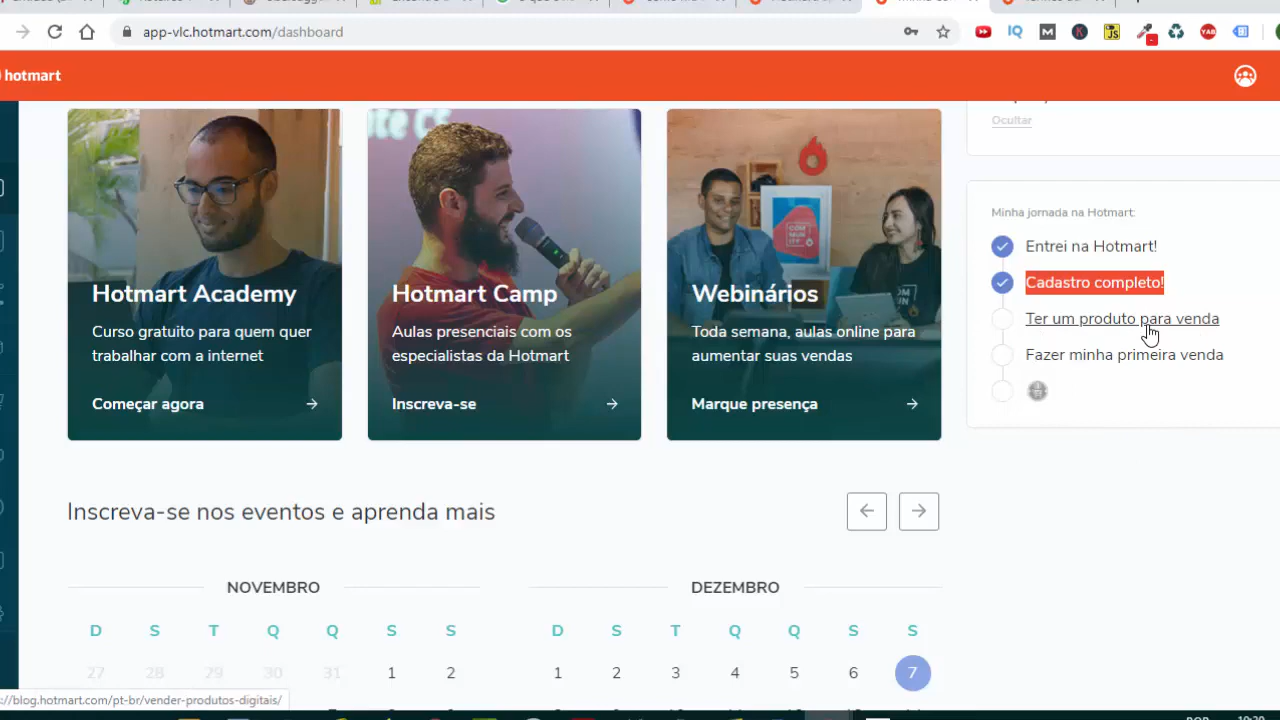 app-vlc.hotmart.com/dashboard
hotmart
Ocultar
Hotmart Academy
Curso gratuito para quem quer
trabalhar com a internet
Começar agora
Hotmart Camp
Aulas presenciais com os
especialistas da Hotmart
Inscreva-se
Webinários
Toda semana, aulas online para
aumentar suas vendas
Marque presença
Minha jornada na Hotmart:
Entrei na Hotmart!
Cadastro completo!
Ter um produto para venda
Fazer minha primeira venda
Inscreva-se nos eventos e aprenda mais
NOVEMBRO
D S T Q Q S S
27 28 29 30 31 1 2
DEZEMBRO
D S T Q Q S S
1 2 3 4 5 6 7
://blog.hotmart.com/pt-br/vender-produtos-digitais/